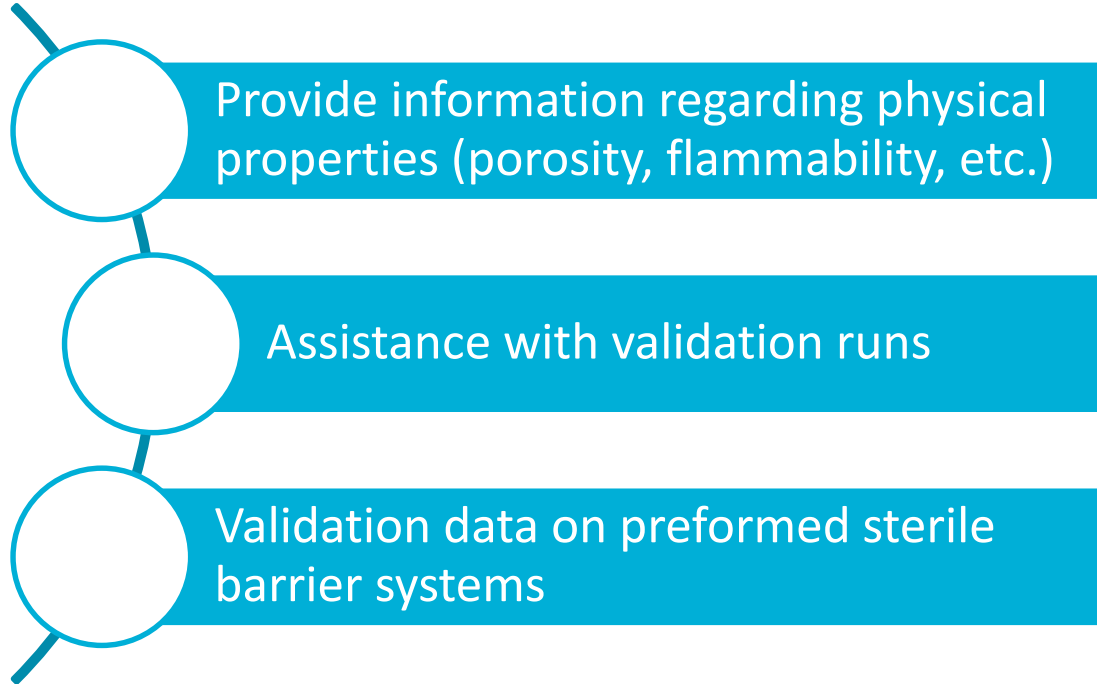 Provide information regarding physical
properties (porosity, flammability, etc.)
Assistance with validation runs
Validation data on preformed sterile
barrier systems